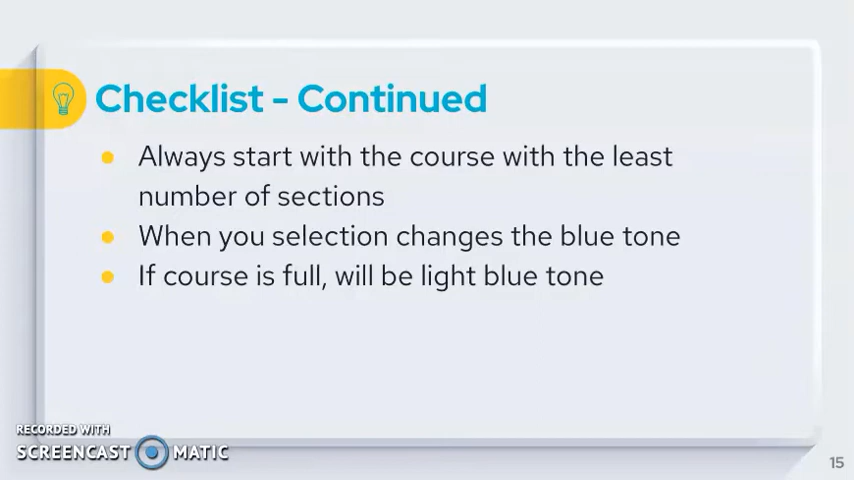 Checklist - Continued
Always start with the course with the least
number of sections
When you selection changes the blue tone
If course is full, will be light blue tone
RECORDED WITH
SCREENCAST MATIC
15